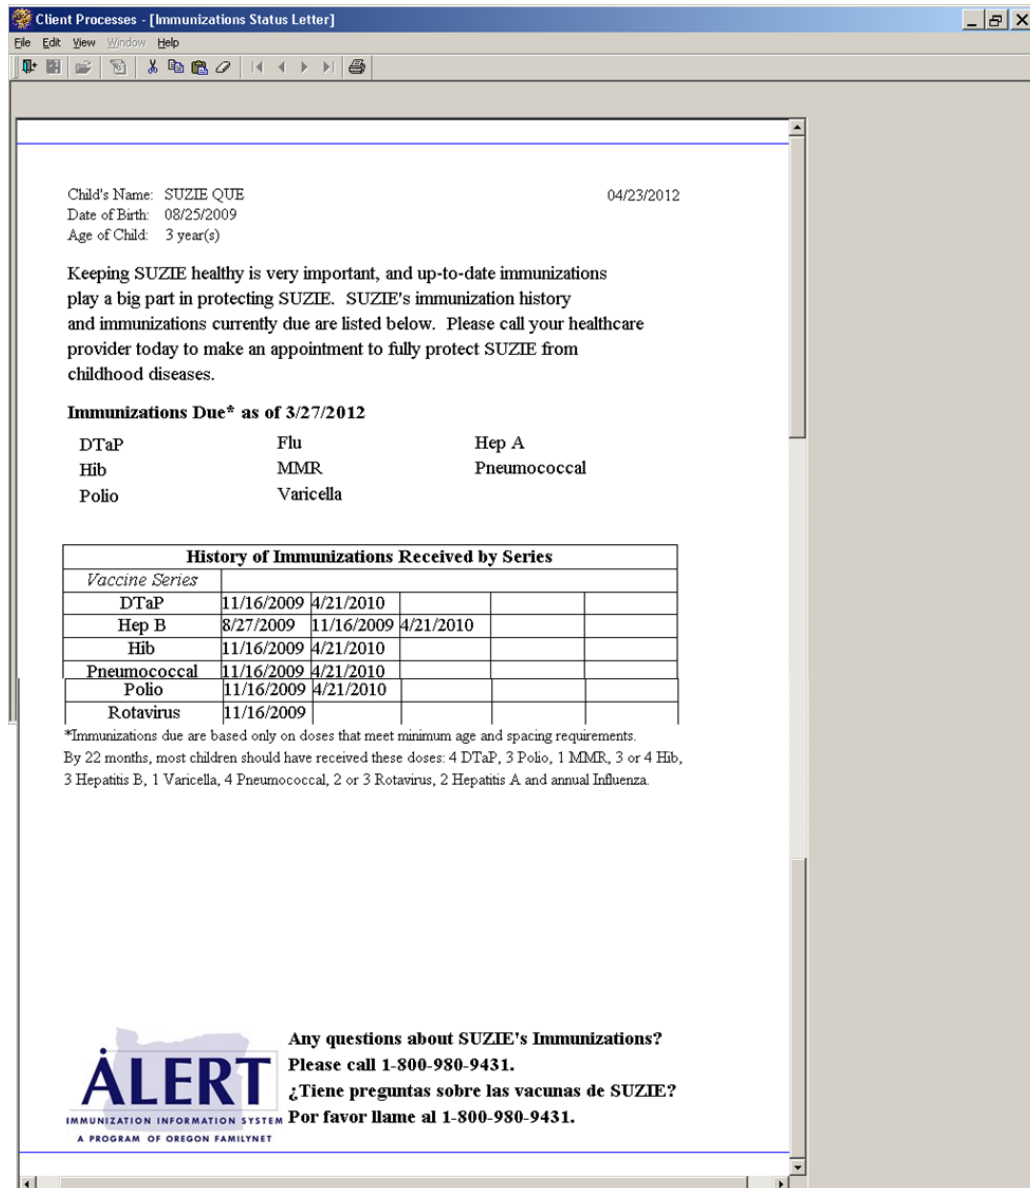 Client Processes - [Immunizations Status Letter]
File Edit View Window Help
Child's Name: SUZIE QUE 04/23/2012
Date of Birth: 08/25/2009
Age of Child: 3 year(s)
Keeping SUZIE healthy is very important, and up-to-date immunizations
play a big part in protecting SUZIE. SUZIE's immunization history
and immunizations currently due are listed below. Please call your healthcare
provider today to make an appointment to fully protect SUZIE from
childhood diseases.
Immunizations Due* as of 3/27/2012
DTaP Flu Hep A
Hib MMR Pneumococcal
Polio Varicella
History of Immunizations Received by Series
Vaccine Series
DTaP 11/16/2009 4/21/2010
Hep B 8/27/2009 11/16/2009 4/21/2010
Hib 11/16/2009 4/21/2010
Pneumococcal 11/16/2009 4/21/2010
Polio 11/16/2009 4/21/2010
Rotavirus 11/16/2009
*Immunizations due are based only on doses that meet minimum age and spacing requirements.
By 22 months, most children should have received these doses: 4 DTaP, 3 Polio, 1 MMR, 3 or 4 Hib,
3 Hepatitis B, 1 Varicella, 4 Pneumococcal, 2 or 3 Rotavirus, 2 Hepatitis A and annual Influenza.
Any questions about SUZIE's Immunizations?
Please call 1-800-980-9431.
¿Tiene preguntas sobre las vacunas de SUZIE?
Por favor llame al 1-800-980-9431.
ALERT
IMMUNIZATION INFORMATION SYSTEM
A PROGRAM OF OREGON FAMILYNET